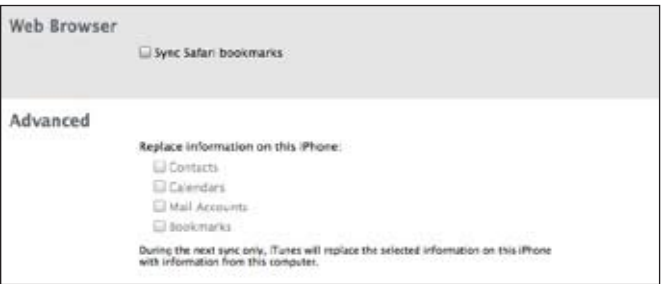 Web Browser
Sync Safari bookmarks
Advanced
Replace information on this iPhone:
Contacts
Calendars
Mail Accounts
Bookmarks
During the next sync only, iTunes will replace the selected information on this iPhone
with information from this computer.